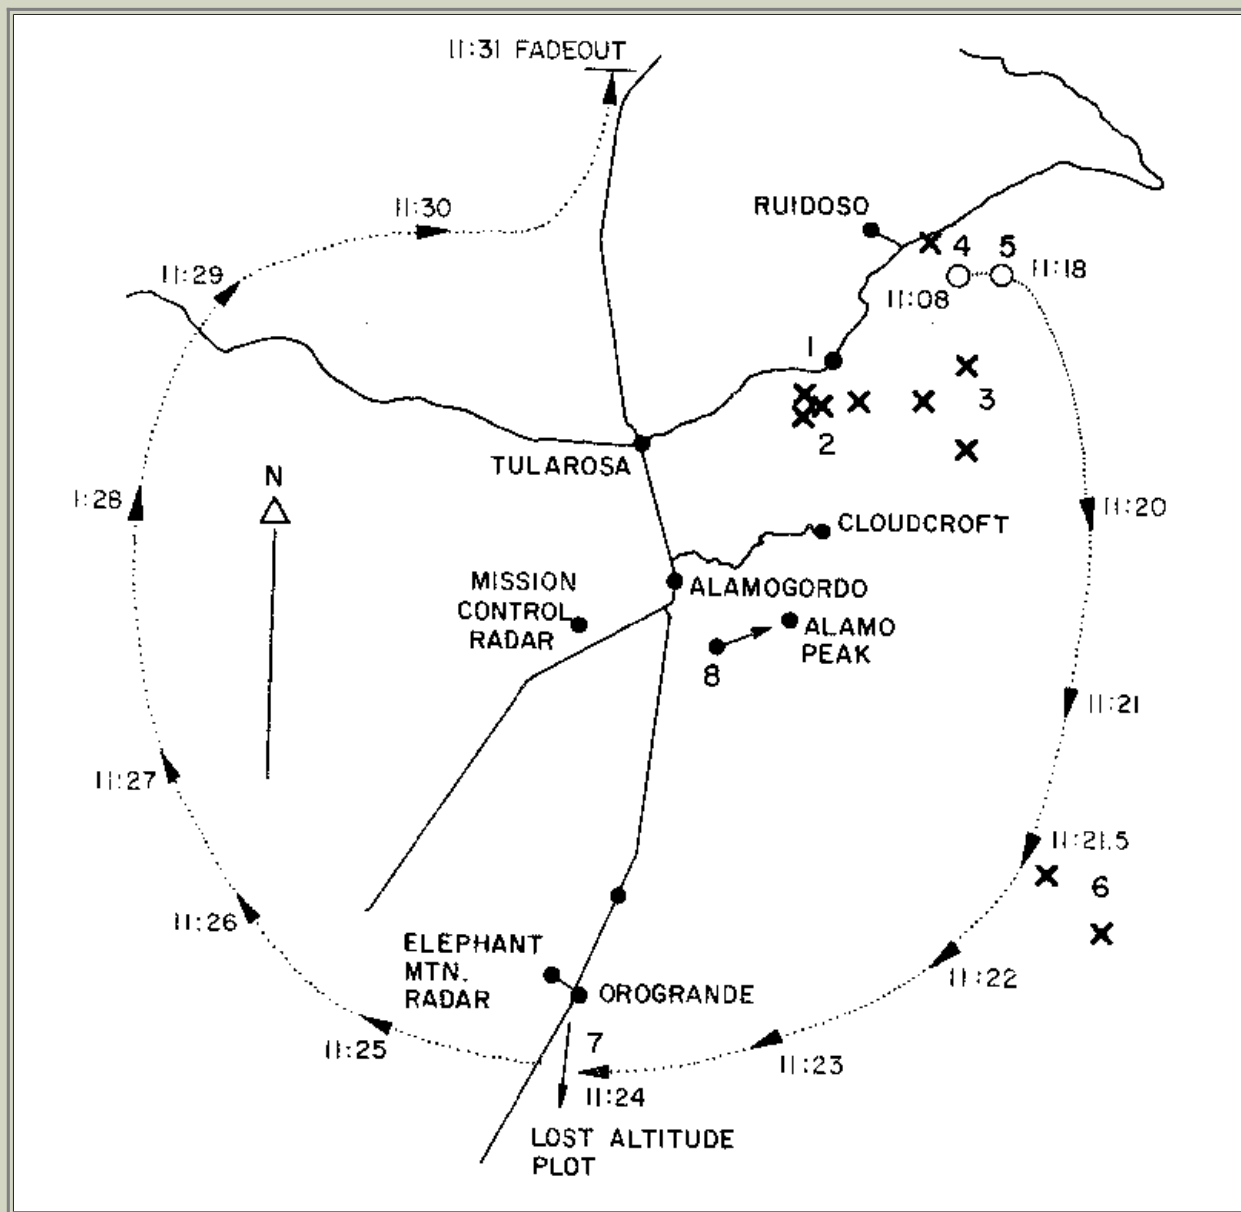 11:31 FADEOUT
11:30
RUIDOSO
4
5
11:29
11:18
11:08
1
3
2
TULAROSA
N
1:28
11:20
CLOUDCROFT
MISSION
CONTROL
RADAR
ALAMOGORDO
ALAMO
PEAK
8
11:21
11:27
11:21.5
6
11:26
ELEPHANT
MTN.
RADAR
11:22
OROGRANDE
7
11:25
11:23
11:24
LOST ALTITUDE
PLOT